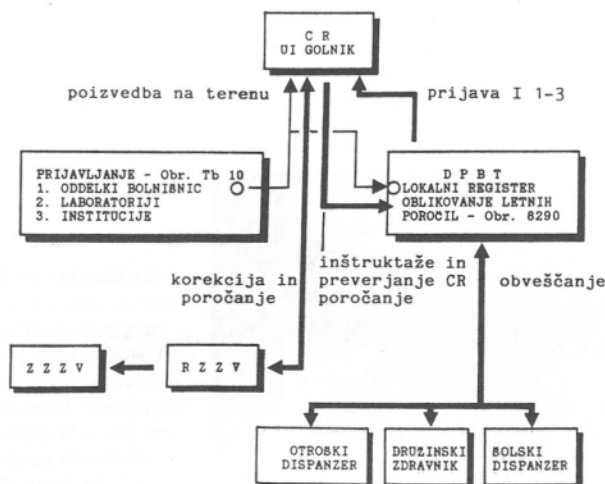 C R
UI GOLNIK
poizvedba na terenu
prijava I 1-3
PRIJAVLJANJE - Obr. Tb 10
1. ODDELKI BOLNIŠNIC
2. LABORATORIJI
3. INSTITUCIJE
D P B T
LOKALNI REGISTER
OBLIKOVANJE LETNIH
POROČIL - Obr. 8290
korekcija in
poročanje
inštruktaže in
preverjanje CR
poročanje
obveščanje
Z Z Z V
R Z Z V
OTROŠKI
DISPANZER
DRUŽINSKI
ZDRAVNIK
ŠOLSKI
DISPANZER